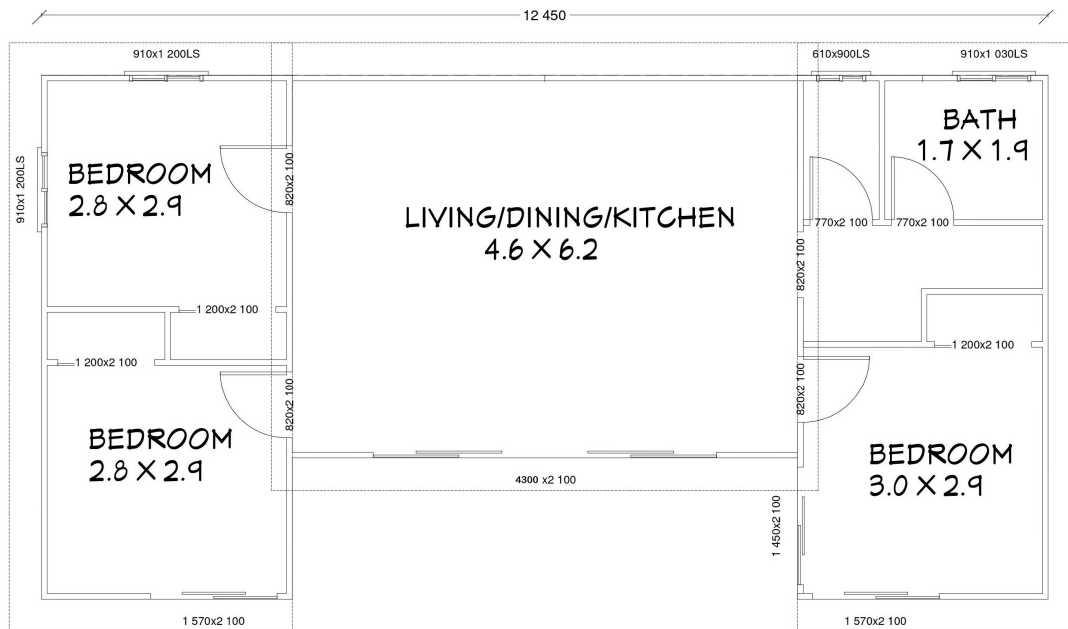 12 450
910x1 200LS
610x900LS
910x1 030LS
910x1 200LS
BEDROOM
2.8 X 2.9
820x2 100
LIVING/DINING/KITCHEN
4.6 X 6.2
BATH
1.7 X 1.9
770x2 100
770x2 100
820x2 100
1 200x2 100
1 200x2 100
1 200x2 100
820x2 100
820x2 100
BEDROOM
2.8 X 2.9
BEDROOM
3.0 X 2.9
4300 x2 100
1 450x2 100
1 570x2 100
1 570x2 100